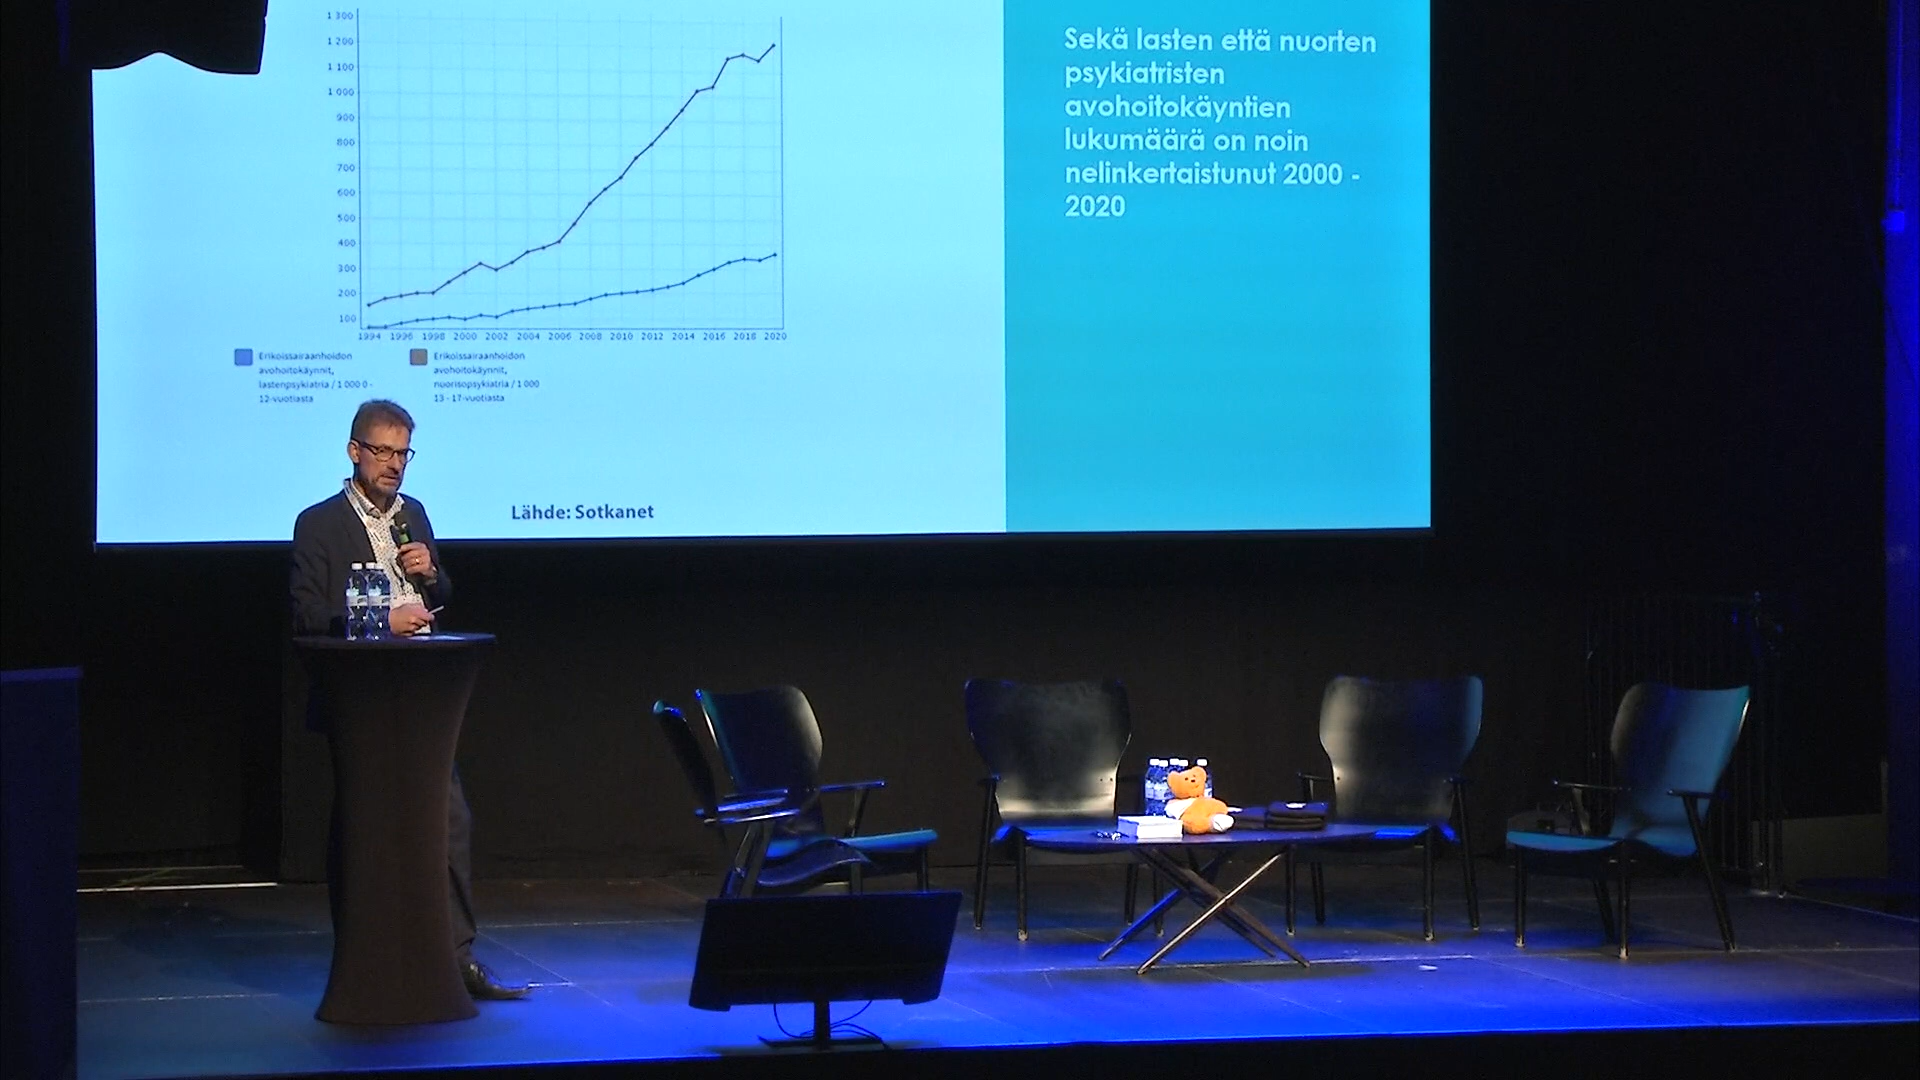 1 300
1 200
1 100
1 000
900
800
700
600
500
400
300
200
100
1994 1996 1998 2000 2002 2004 2006 2008 2010 2012 2014 2016 2018 2020
Erikoissairaanhoidon
avohoitokäynnit,
lastenpsykiatria / 1 000 0 -
12-vuotiasta
Erikoissairaanhoidon
avohoitokäynnit,
nuorisopsykiatria / 1 000
13 - 17-vuotiasta
Lähde: Sotkanet
Sekä lasten että nuorten
psykiatristen
avohoitokäyntien
lukumäärä on noin
nelinkertaistunut 2000 -
2020